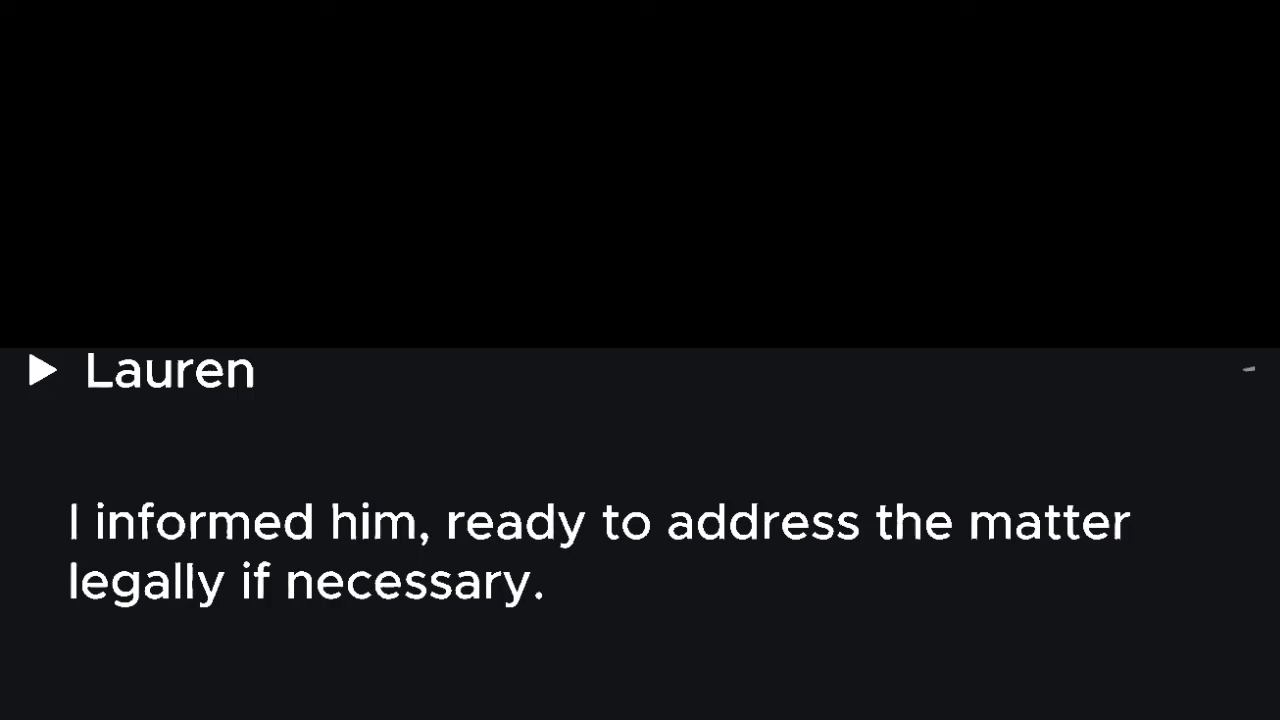 Lauren
I informed him, ready to address the matter
legally if necessary.